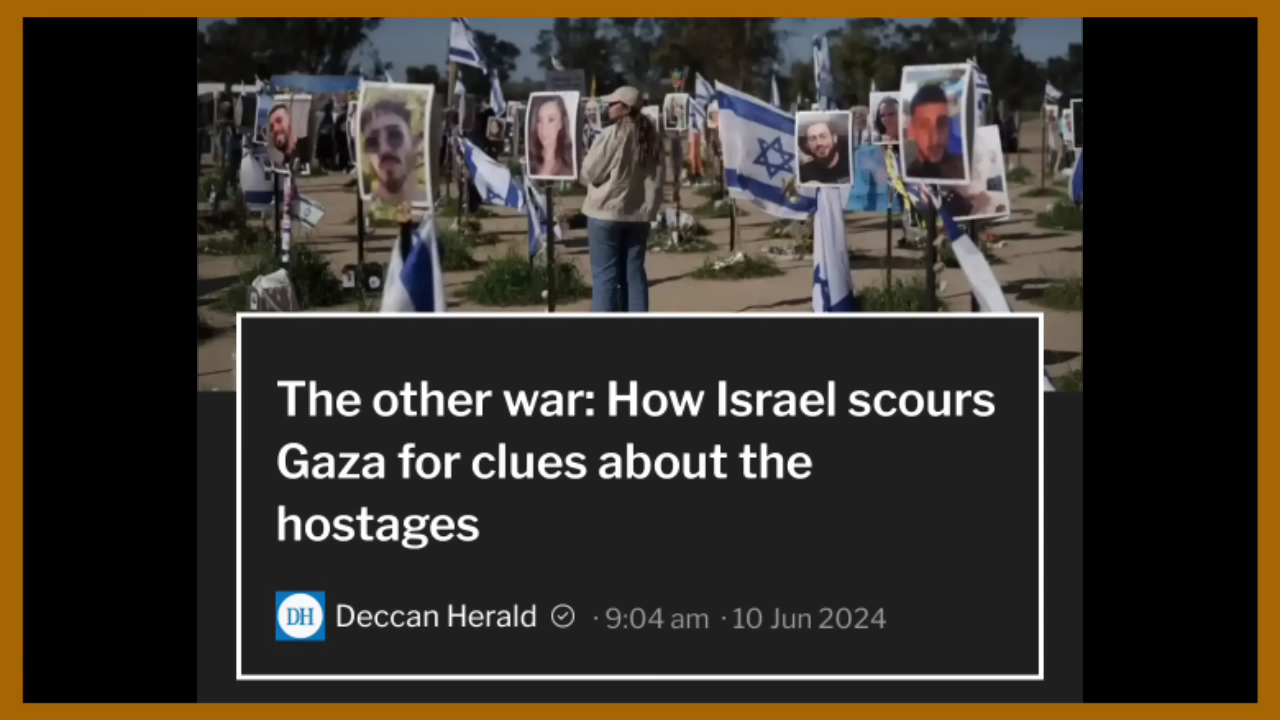 The other war: How Israel scours
Gaza for clues about the
hostages
DH Deccan Herald · 9:04 am · 10 Jun 2024